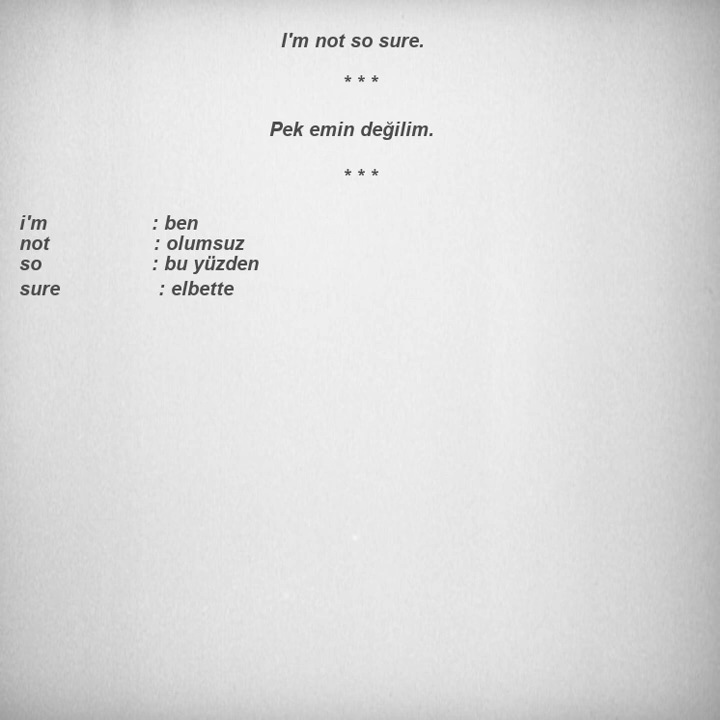 I'm not so sure.
* * *
Pek emin değilim.
* * *
i'm : ben
not : olumsuz
so : bu yüzden
sure : elbette